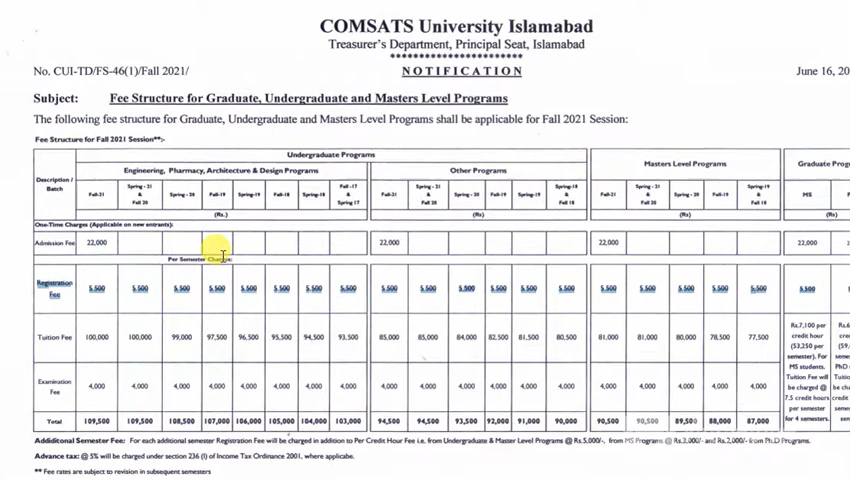 COMSATS University Islamabad
Treasurer's Department, Principal Seat, Islamabad
***********************
No. CUI-TD/FS-46(1)/Fall 2021/ NOTIFICATION June 16, 20
Subject: Fee Structure for Graduate, Undergraduate and Masters Level Programs
The following fee structure for Graduate, Undergraduate and Masters Level Programs shall be applicable for Fall 2021 Session:
Fee Structure for Fall 2021 Session**:-
Description / Batch
Undergraduate Programs
Engineering, Pharmacy, Architecture & Design Programs Other Programs Masters Level Programs Graduate Prog
Fall-21 Spring - 21 & Fall 20 Spring - 20 Fall-19 Spring-19 Fall-18 Spring-18 Fall -17 & Spring 17 Fall-21 Spring - 21 & Fall 20 Spring - 20 Fall-19 Spring-19 Spring-18 & Fall 18 Fall-21 Spring - 21 & Fall 20 Spring - 20 Fall-19 Spring-19 & Fall 18 MS
(Rs.) (Rs) (Rs) (Rs)
One-Time Charges (Applicable on new entrants):
Admission Fee 22,000 22,000 22,000 22,000 2
Per Semester Charges:
Registration Fee 5,500 5,500 5,500 5,500 5,500 5,500 5,500 5,500 5,500 5,500 5,500 5,500 5,500 5,500 5,500 5,500 5,500 5,500 5,500 5,500
Tuition Fee 100,000 100,000 99,000 97,500 96,500 95,500 94,500 93,500 85,000 85,000 84,000 82,500 81,500 80,500 81,000 81,000 80,000 78,500 77,500
Rs.7,100 per Rs.6
credit hour cre
(53,250 per (59,
semester). For seme
MS students. PhD
Tuition Fee will Tuitio
be charged @ be cha
7.5 credit hours credit
per semester seme
for 4 semesters. sem
Examination Fee 4,000 4,000 4,000 4,000 4,000 4,000 4,000 4,000 4,000 4,000 4,000 4,000 4,000 4,000 4,000 4,000 4,000 4,000 4,000
Total 109,500 109,500 108,500 107,000 106,000 105,000 104,000 103,000 94,500 94,500 93,500 92,000 91,000 90,000 90,500 90,500 89,500 88,000 87,000
Additional Semester Fee: For each additional semester Registration Fee will be charged in addition to Per Credit Hour Fee i.e. from Undergraduate & Master Level Programs @ Rs.5,000/-, from MS Programs @ Rs.3,000/- and Rs.2,000/- from Ph.D Programs.
Advance tax: @ 5% will be charged under section 236 (I) of Income Tax Ordinance 2001, where applicabe.
** Fee rates are subject to revision in subsequent semesters